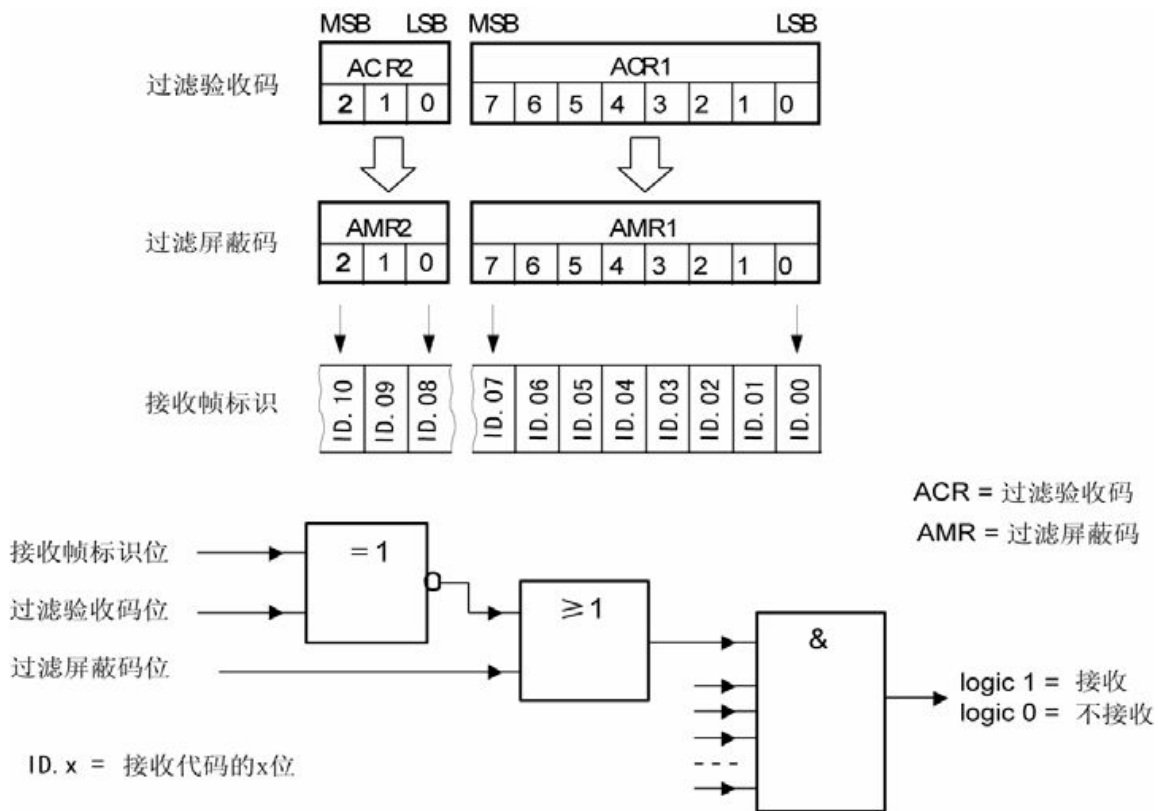 MSB LSB MSB LSB
过滤验收码 ACR2 ACR1
2 1 0 7 6 5 4 3 2 1 0
过滤屏蔽码 AMR2 AMR1
2 1 0 7 6 5 4 3 2 1 0
接收帧标识 ID.10 ID.09 ID.08 ID.07 ID.06 ID.05 ID.04 ID.03 ID.02 ID.01 ID.00
ACR = 过滤验收码
AMR = 过滤屏蔽码
接收帧标识位 =1
过滤验收码位 ≥1
过滤屏蔽码位 &
logic 1 = 接收
logic 0 = 不接收
ID.x = 接收代码的x位